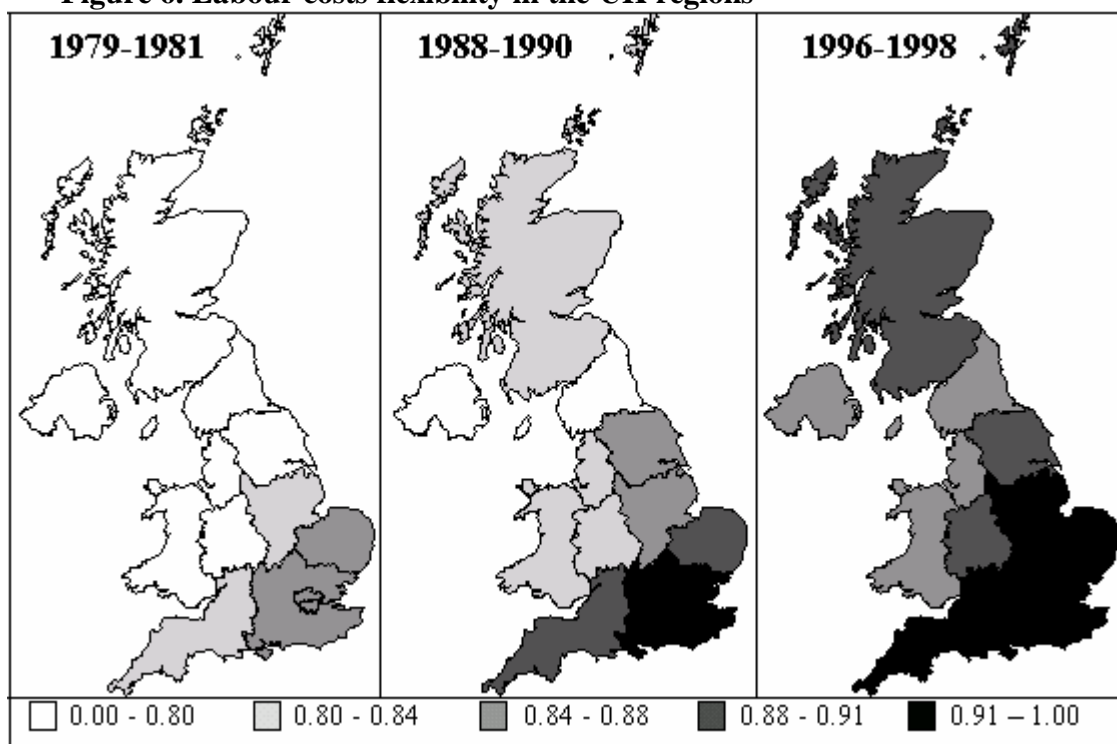 Figure 6. Labour costs flexibility in the UK regions
1979-1981 1988-1990 1996-1998
0.00 - 0.80 0.80 - 0.84 0.84 - 0.88 0.88 - 0.91 0.91 – 1.00